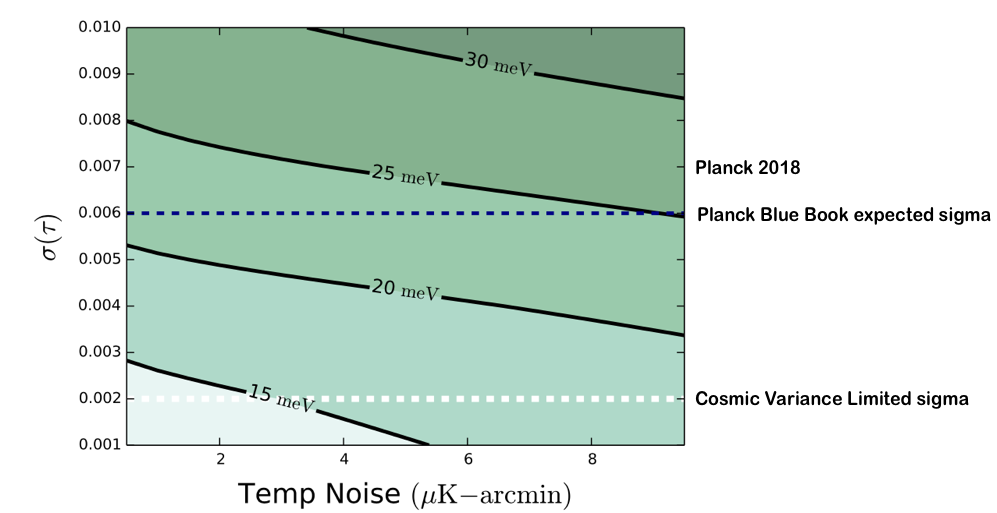 0.010
30 meV
0.009
0.008
25 meV
0.007
Planck 2018
0.006
Planck Blue Book expected sigma
σ(τ)
0.005
20 meV
0.004
0.003
15 meV
0.002
Cosmic Variance Limited sigma
0.001
2 4 6 8
Temp Noise (μK−arcmin)